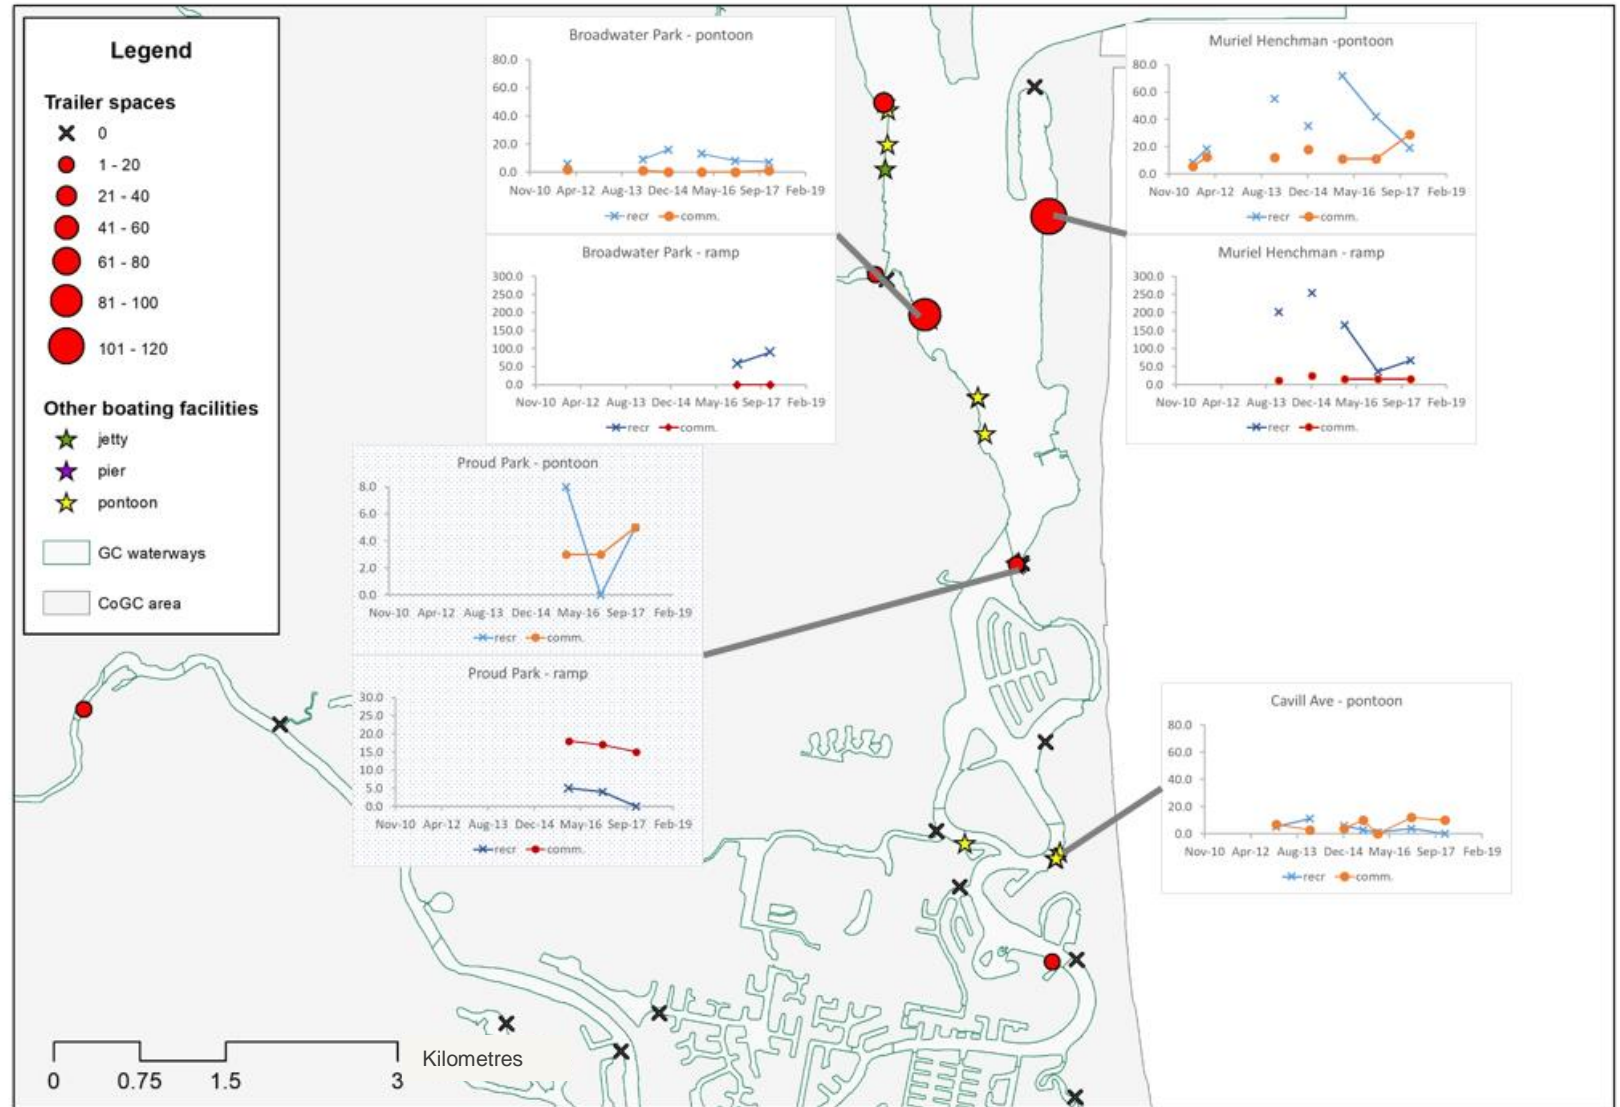 Legend
Trailer spaces
0
1 - 20
21 - 40
41 - 60
61 - 80
81 - 100
101 - 120
Other boating facilities
jetty
pier
pontoon
GC waterways
CoGC area
Broadwater Park - pontoon
80.0
60.0
40.0
20.0
0.0
Nov-10 Apr-12 Aug-13 Dec-14 May-16 Sep-17 Feb-19
recr comm.
Broadwater Park - ramp
300.0
250.0
200.0
150.0
100.0
50.0
0.0
Nov-10 Apr-12 Aug-13 Dec-14 May-16 Sep-17 Feb-19
recr comm.
Muriel Henchman -pontoon
80.0
60.0
40.0
20.0
0.0
Nov-10 Apr-12 Aug-13 Dec-14 May-16 Sep-17 Feb-19
recr comm.
Muriel Henchman - ramp
300.0
250.0
200.0
150.0
100.0
50.0
0.0
Nov-10 Apr-12 Aug-13 Dec-14 May-16 Sep-17 Feb-19
recr comm.
Proud Park - pontoon
8.0
6.0
4.0
2.0
0.0
Nov-10 Apr-12 Aug-13 Dec-14 May-16 Sep-17 Feb-19
recr comm.
Proud Park - ramp
30.0
25.0
20.0
15.0
10.0
5.0
0.0
Nov-10 Apr-12 Aug-13 Dec-14 May-16 Sep-17 Feb-19
recr comm.
Cavill Ave - pontoon
80.0
60.0
40.0
20.0
0.0
Nov-10 Apr-12 Aug-13 Dec-14 May-16 Sep-17 Feb-19
recr comm.
Kilometres
0 0.75 1.5 3